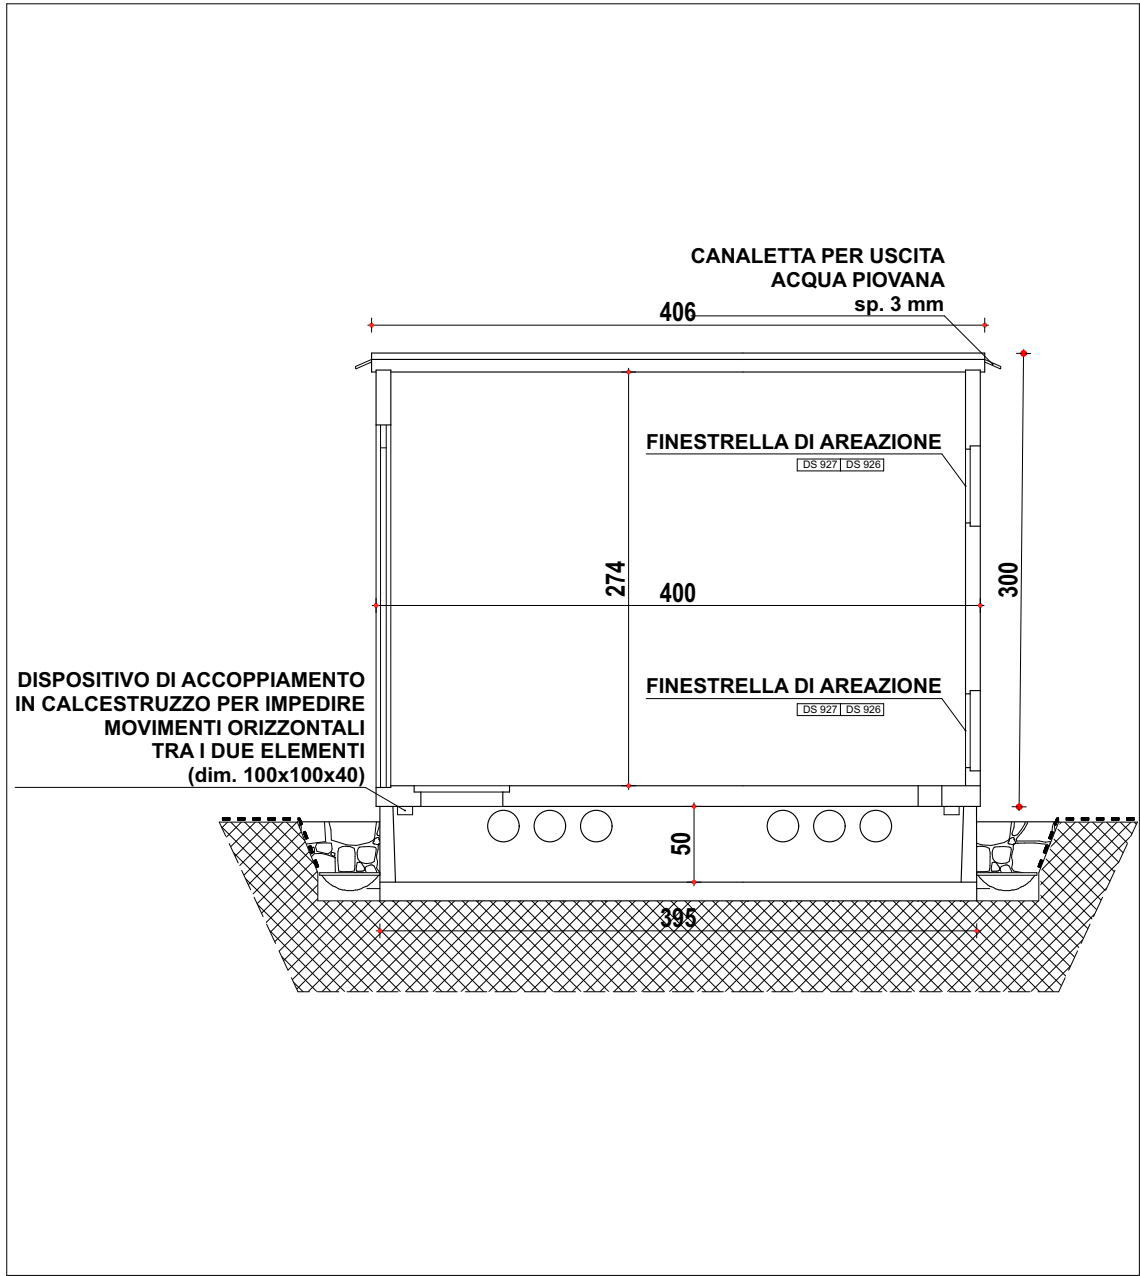 CANALETTA PER USCITA
ACQUA PIOVANA
sp. 3 mm
406
FINESTRELLA DI AREAZIONE
DS 927 DS 926
274
400
300
DISPOSITIVO DI ACCOPPIAMENTO
IN CALCESTRUZZO PER IMPEDIRE
MOVIMENTI ORIZZONTALI
TRA I DUE ELEMENTI
(dim. 100x100x40)
FINESTRELLA DI AREAZIONE
DS 927 DS 926
50
395